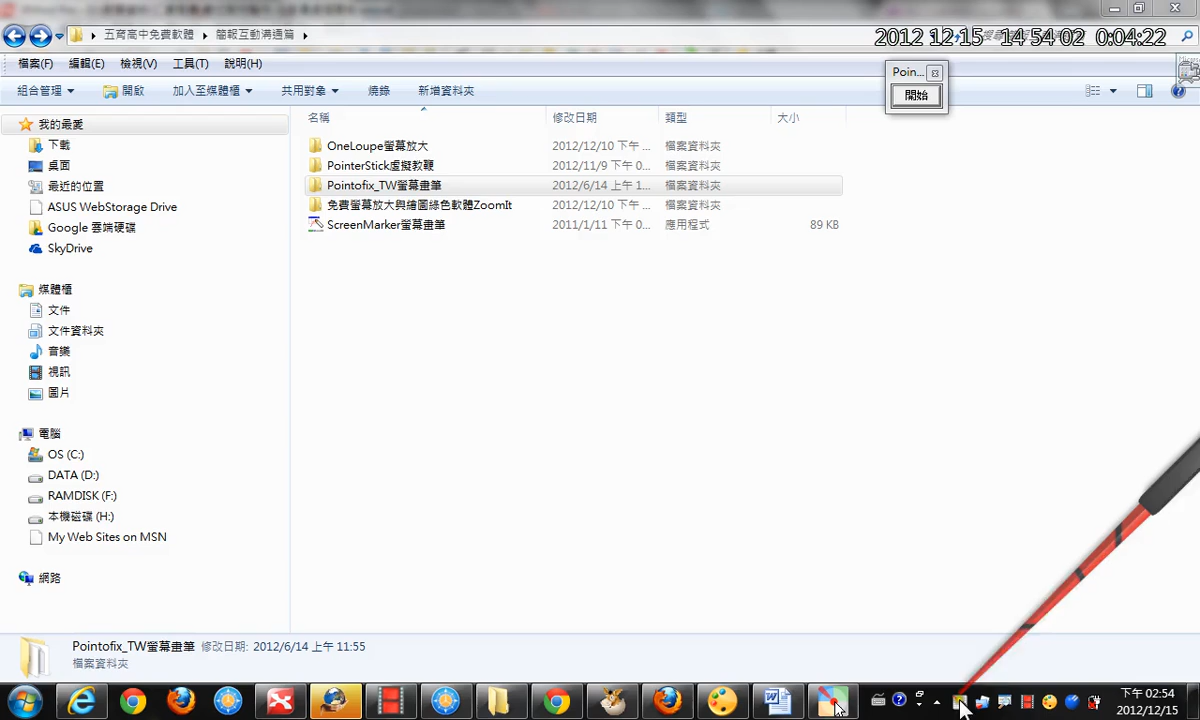 五育高中免費軟體 簡報互動溝通篇
2012 12 15 14 54 02 0:04:22
檔案(F) 編輯(E) 檢視(V) 工具(T) 說明(H)
Poin...
組合管理 開啟 加入至媒體櫃 共用對象 燒錄 新增資料夾
開始
我的最愛
下載
桌面
最近的位置
ASUS WebStorage Drive
Google 雲端硬碟
SkyDrive
媒體櫃
文件
文件資料夾
音樂
視訊
圖片
電腦
OS (C:)
DATA (D:)
RAMDISK (F:)
本機磁碟 (H:)
My Web Sites on MSN
網路
名稱 修改日期 類型 大小
OneLoupe螢幕放大 2012/12/10 下午 ... 檔案資料夾
PointerStick虛擬教鞭 2012/11/9 下午 0... 檔案資料夾
Pointofix_TW螢幕畫筆 2012/6/14 上午 1... 檔案資料夾
免費螢幕放大與繪圖綠色軟體ZoomIt 2012/12/10 下午 ... 檔案資料夾
ScreenMarker螢幕畫筆 2011/1/11 下午 0... 應用程式 89 KB
Pointofix_TW螢幕畫筆 修改日期: 2012/6/14 上午 11:55
檔案資料夾
下午 02:54
2012/12/15